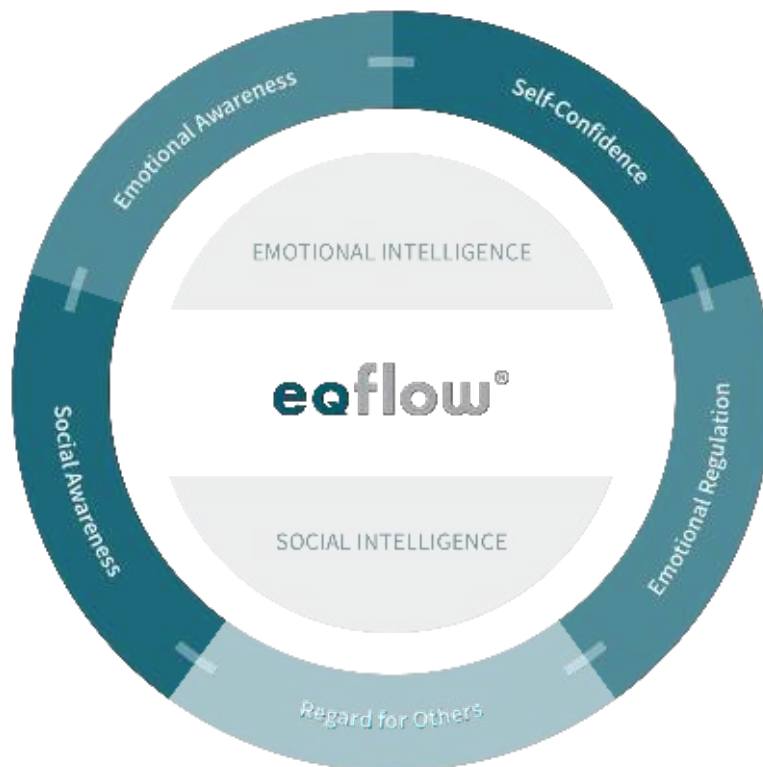 Emotional Awareness
Self-Confidence
EMOTIONAL INTELLIGENCE
eqflow®
Social Awareness
Emotional Regulation
SOCIAL INTELLIGENCE
Regard for Others